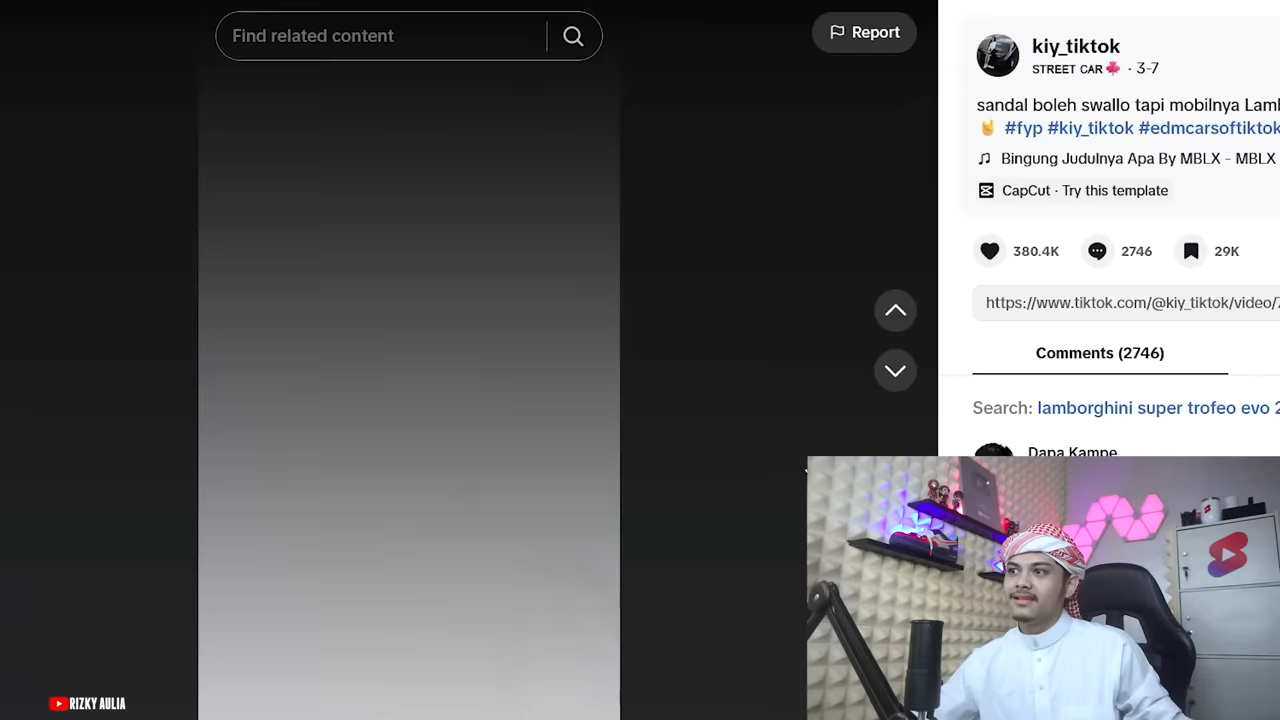 Find related content
Report
kiy_tiktok
STREET CAR · 3-7
sandal boleh swallo tapi mobilnya Lam
🤘 #fyp #kiy_tiktok #edmcarsoftiktok
Bingung Judulnya Apa By MBLX - MBLX
CapCut · Try this template
380.4K 2746 29K
https://www.tiktok.com/@kiy_tiktok/video/7
Comments (2746)
Search: lamborghini super trofeo evo 2
Dapa Kampe
RIZKY AULIA